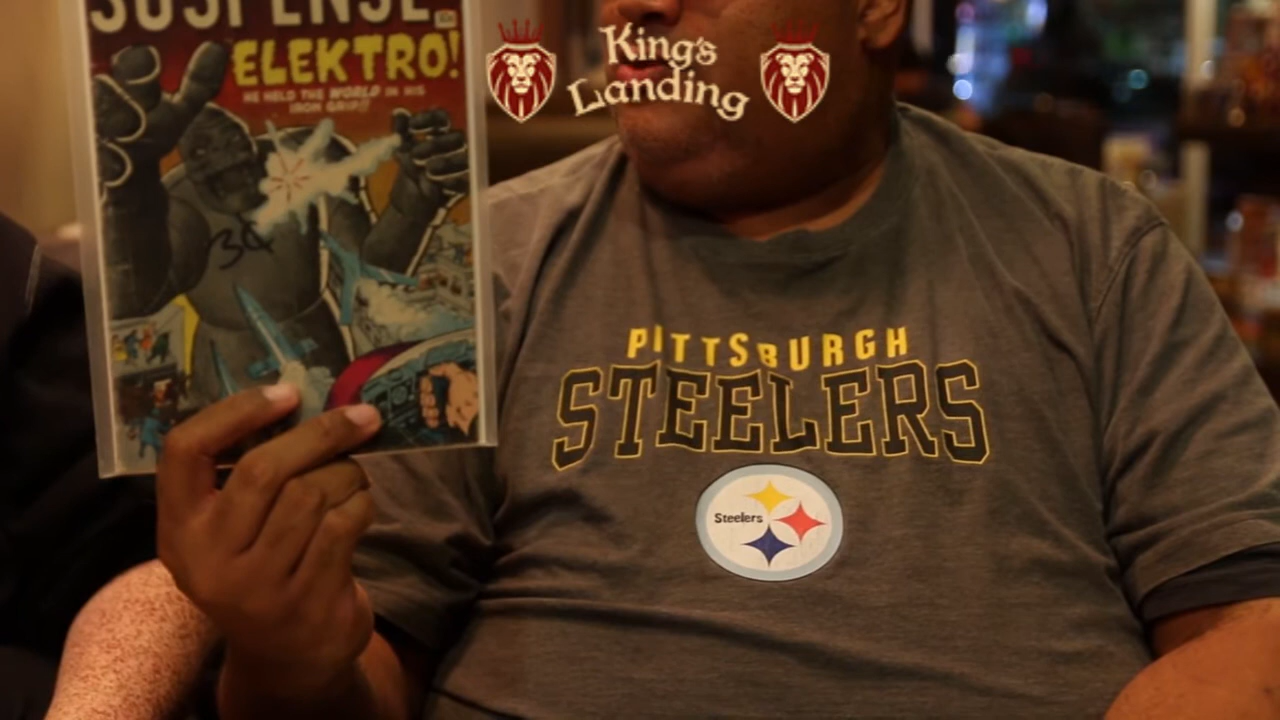 SUSPENSE
ELEKTRO!
HE HELD THE WORLD IN HIS
IRON GRIP!!
King's
Landing
PITTSBURGH
STEELERS
Steelers